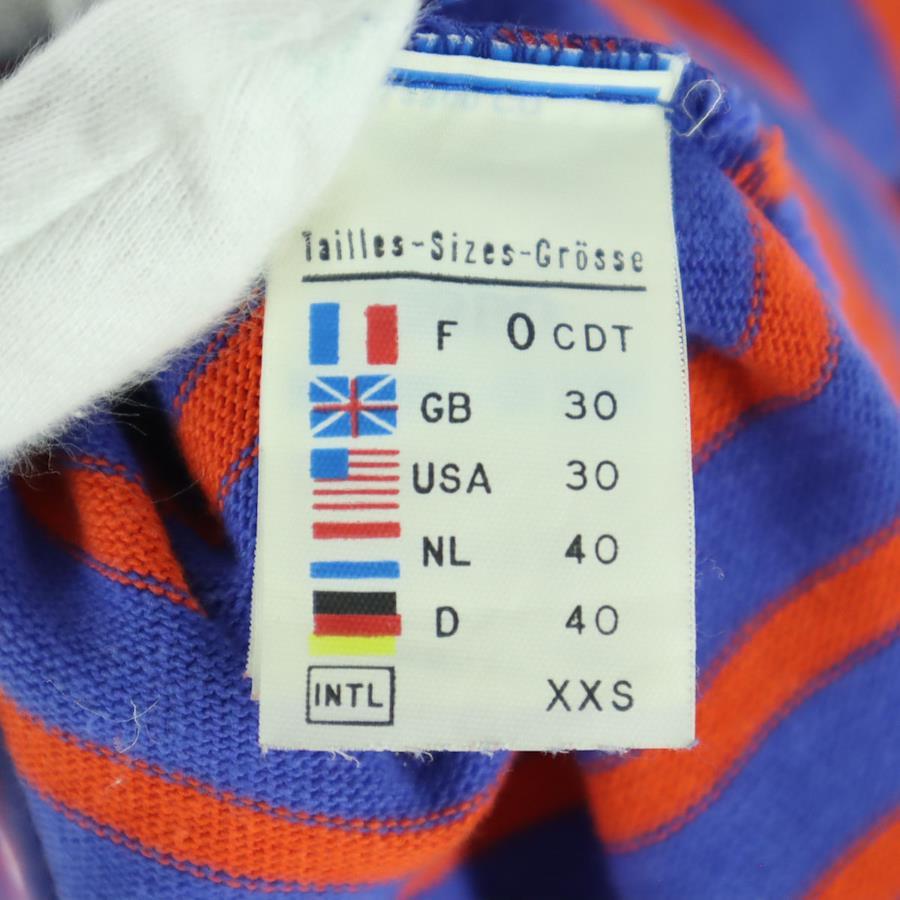 Tailles-Sizes-Grösse
F 0 CDT
GB 30
USA 30
NL 40
D 40
INTL XXS